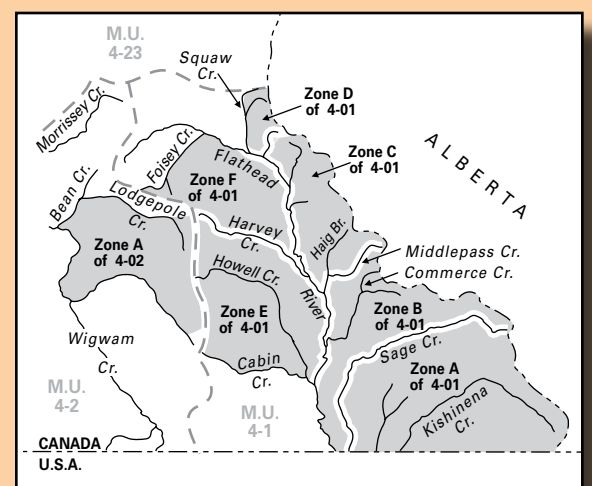 M.U.
4-23
Squaw
Cr.
Morrissey Cr.
Zone D
of 4-01
ALBERTA
Foisey Cr.
Flathead
Zone C
of 4-01
Bean Cr.
Zone F
of 4-01
Lodgepole
Cr.
Harvey
Cr.
Haig Br.
Middlepass Cr.
Commerce Cr.
Zone A
of 4-02
Howell Cr.
River
Zone B
of 4-01
Zone E
of 4-01
Sage Cr.
Wigwam
Cr.
Cabin
Cr.
Zone A
of 4-01
Kishinena
Cr.
M.U.
4-2
M.U.
4-1
CANADA
U.S.A.